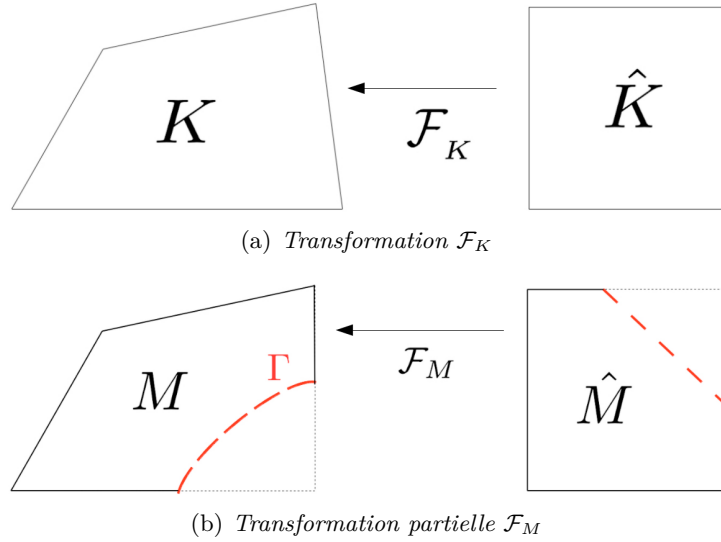 K
K̂
ℱ_K
(a) Transformation ℱ_K
Γ
M
M̂
ℱ_M
(b) Transformation partielle ℱ_M